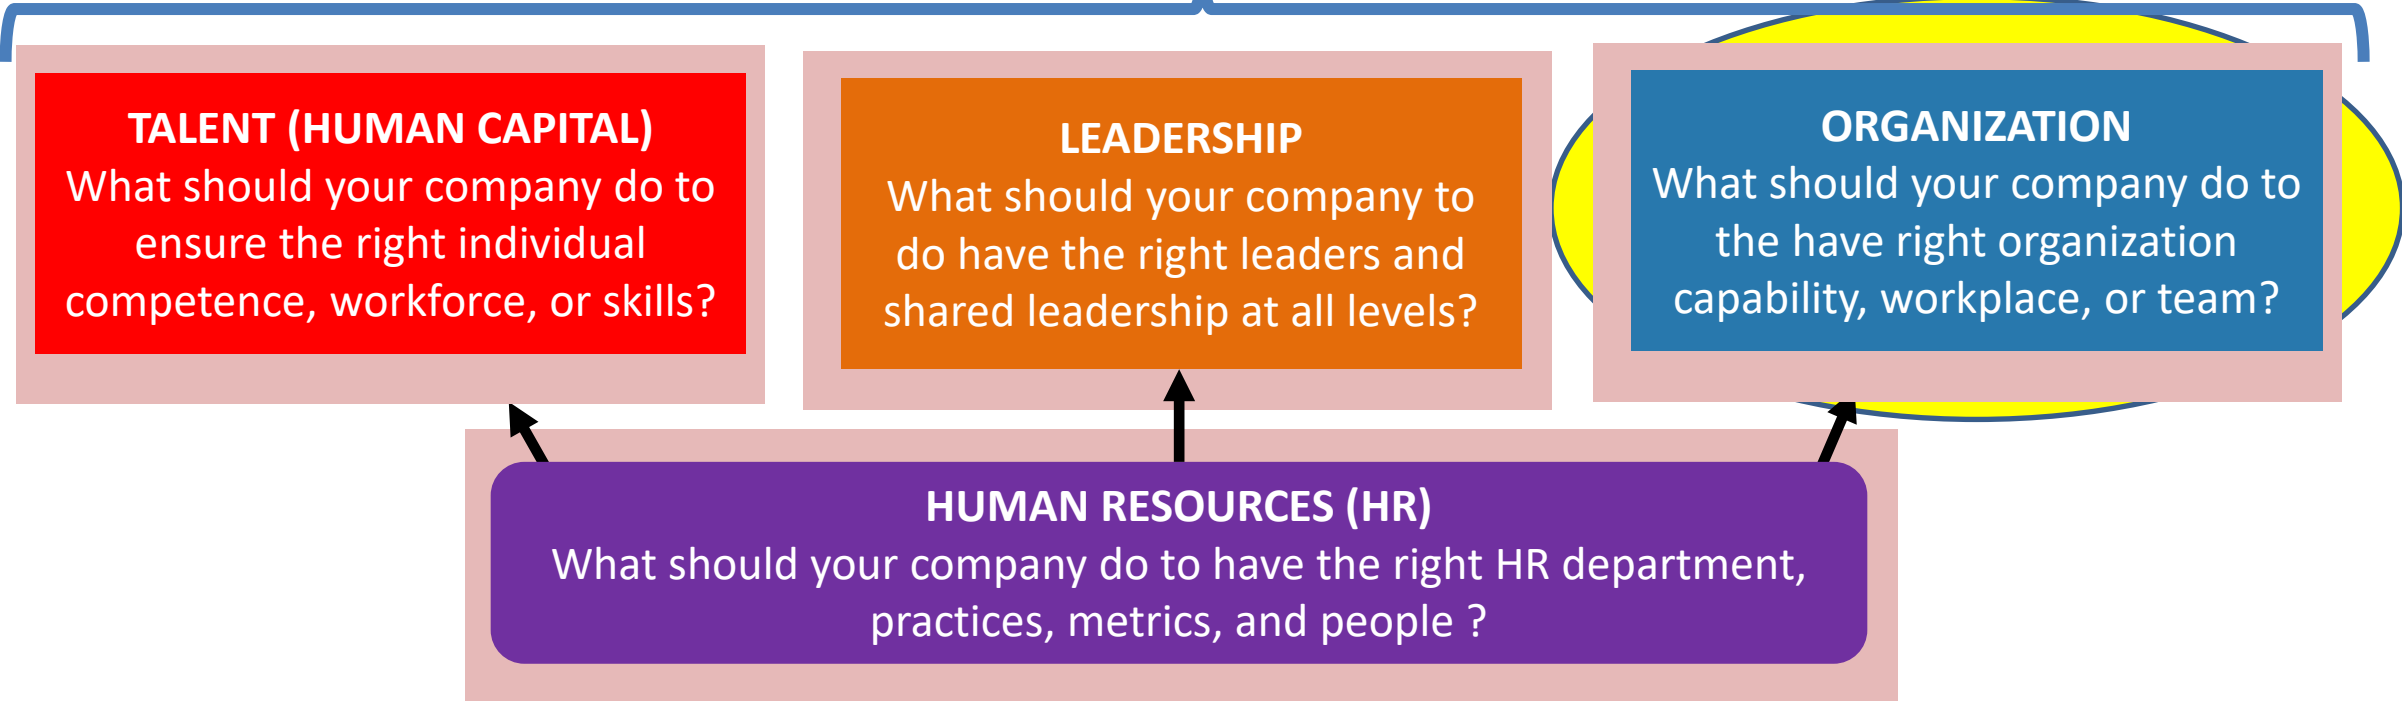 TALENT (HUMAN CAPITAL)
What should your company do to
ensure the right individual
competence, workforce, or skills?
LEADERSHIP
What should your company to
do have the right leaders and
shared leadership at all levels?
ORGANIZATION
What should your company do to
the have right organization
capability, workplace, or team?
HUMAN RESOURCES (HR)
What should your company do to have the right HR department,
practices, metrics, and people ?